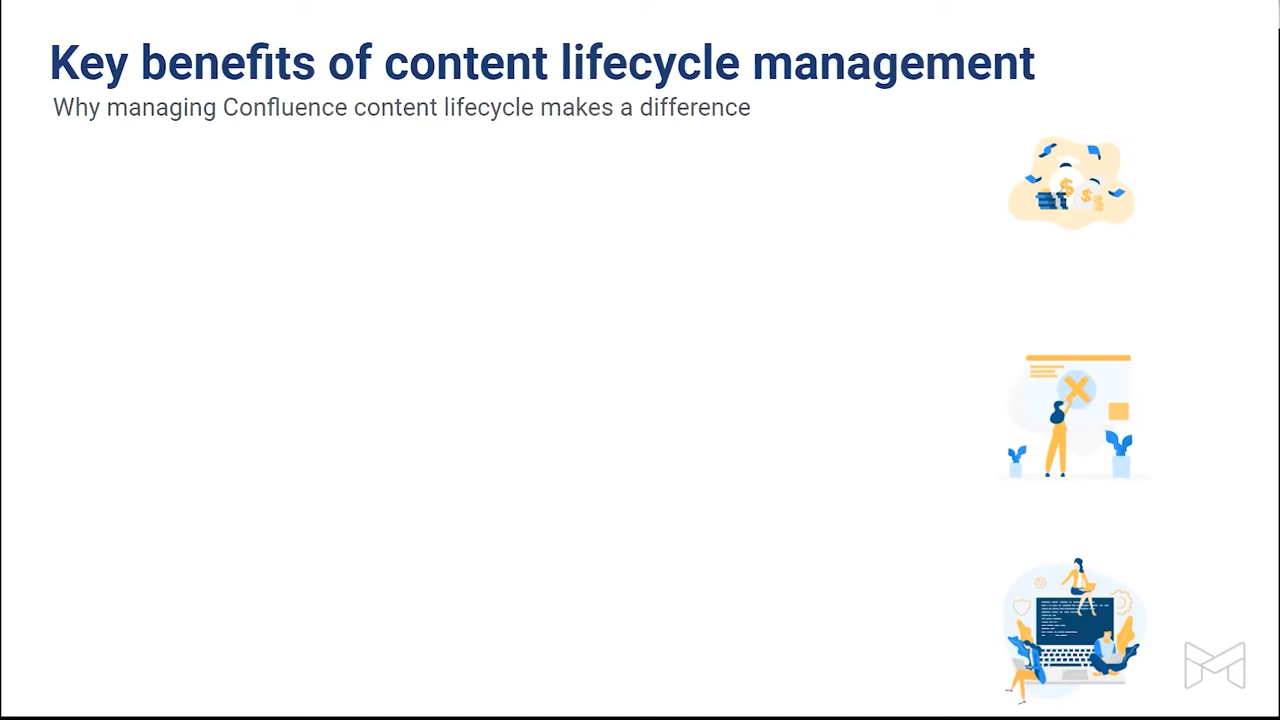 Key benefits of content lifecycle management
Why managing Confluence content lifecycle makes a difference